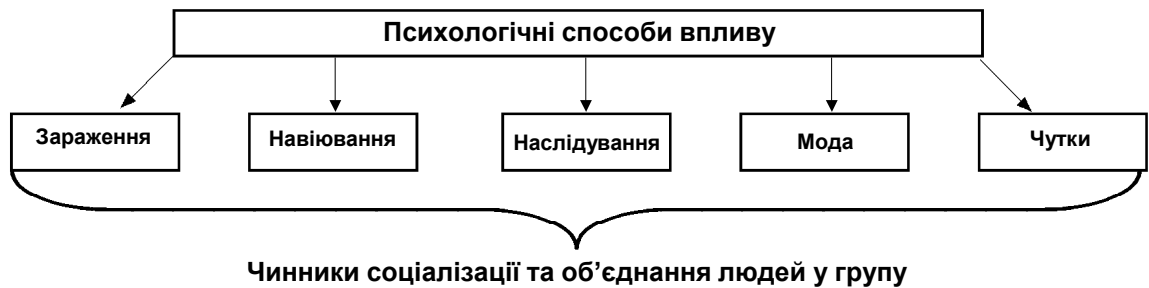 Психологічні способи впливу
Зараження
Навіювання
Наслідування
Мода
Чутки
Чинники соціалізації та об’єднання людей у групу